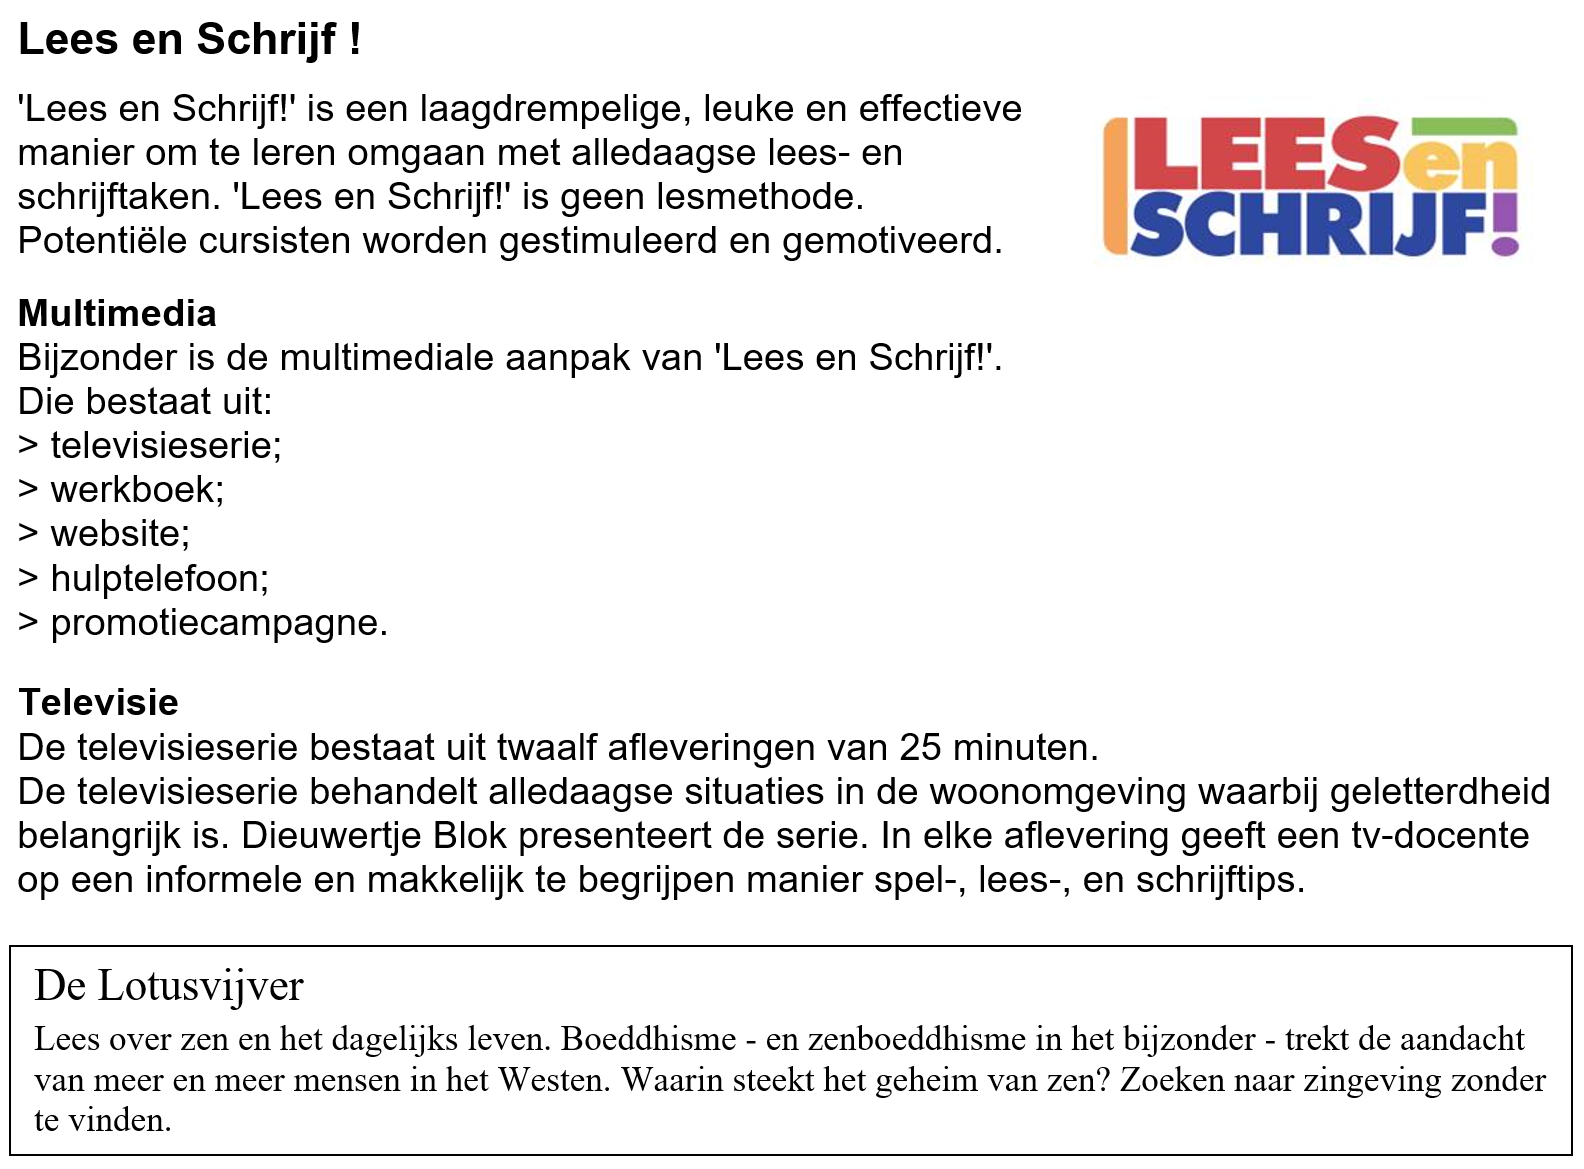 Lees en Schrijf !
'Lees en Schrijf!' is een laagdrempelige, leuke en effectieve
manier om te leren omgaan met alledaagse lees- en
schrijftaken. 'Lees en Schrijf!' is geen lesmethode.
Potentiële cursisten worden gestimuleerd en gemotiveerd.
LEES en
SCHRIJF!
Multimedia
Bijzonder is de multimediale aanpak van 'Lees en Schrijf!'.
Die bestaat uit:
> televisieserie;
> werkboek;
> website;
> hulptelefoon;
> promotiecampagne.
Televisie
De televisieserie bestaat uit twaalf afleveringen van 25 minuten.
De televisieserie behandelt alledaagse situaties in de woonomgeving waarbij geletterdheid
belangrijk is. Dieuwertje Blok presenteert de serie. In elke aflevering geeft een tv-docente
op een informele en makkelijk te begrijpen manier spel-, lees-, en schrijftips.
De Lotusvijver
Lees over zen en het dagelijks leven. Boeddhisme - en zenboeddhisme in het bijzonder - trekt de aandacht
van meer en meer mensen in het Westen. Waarin steekt het geheim van zen? Zoeken naar zingeving zonder
te vinden.